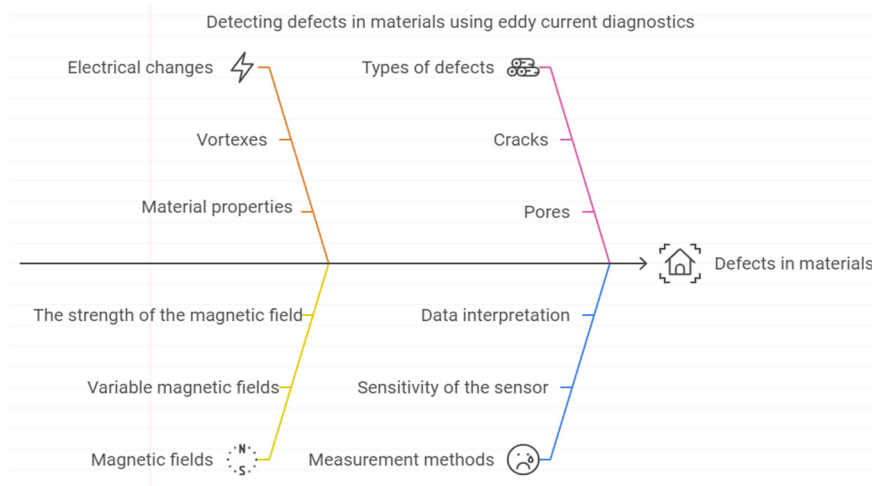 Detecting defects in materials using eddy current diagnostics
Electrical changes
Types of defects
Vortexes
Cracks
Material properties
Pores
Defects in materials
The strength of the magnetic field
Data interpretation
Variable magnetic fields
Sensitivity of the sensor
N
S
Magnetic fields
Measurement methods